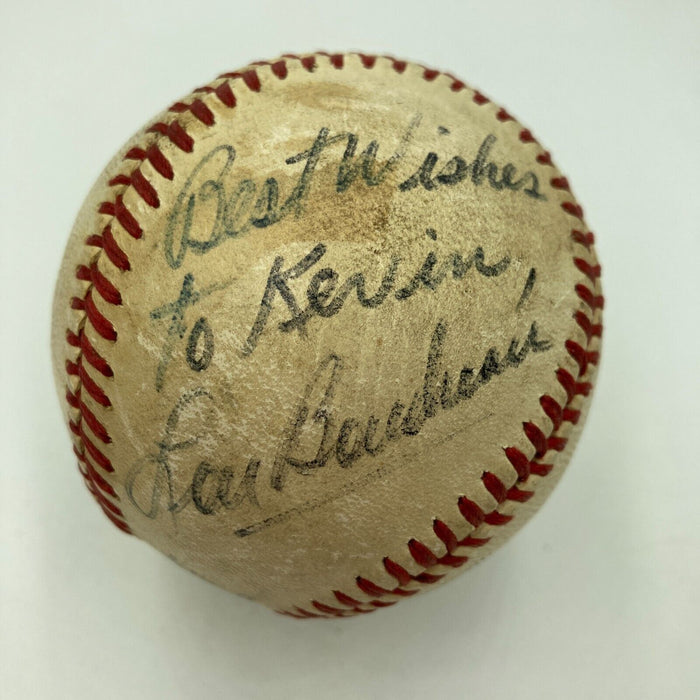 Best Wishes
to Kevin,
Lou Boudreau